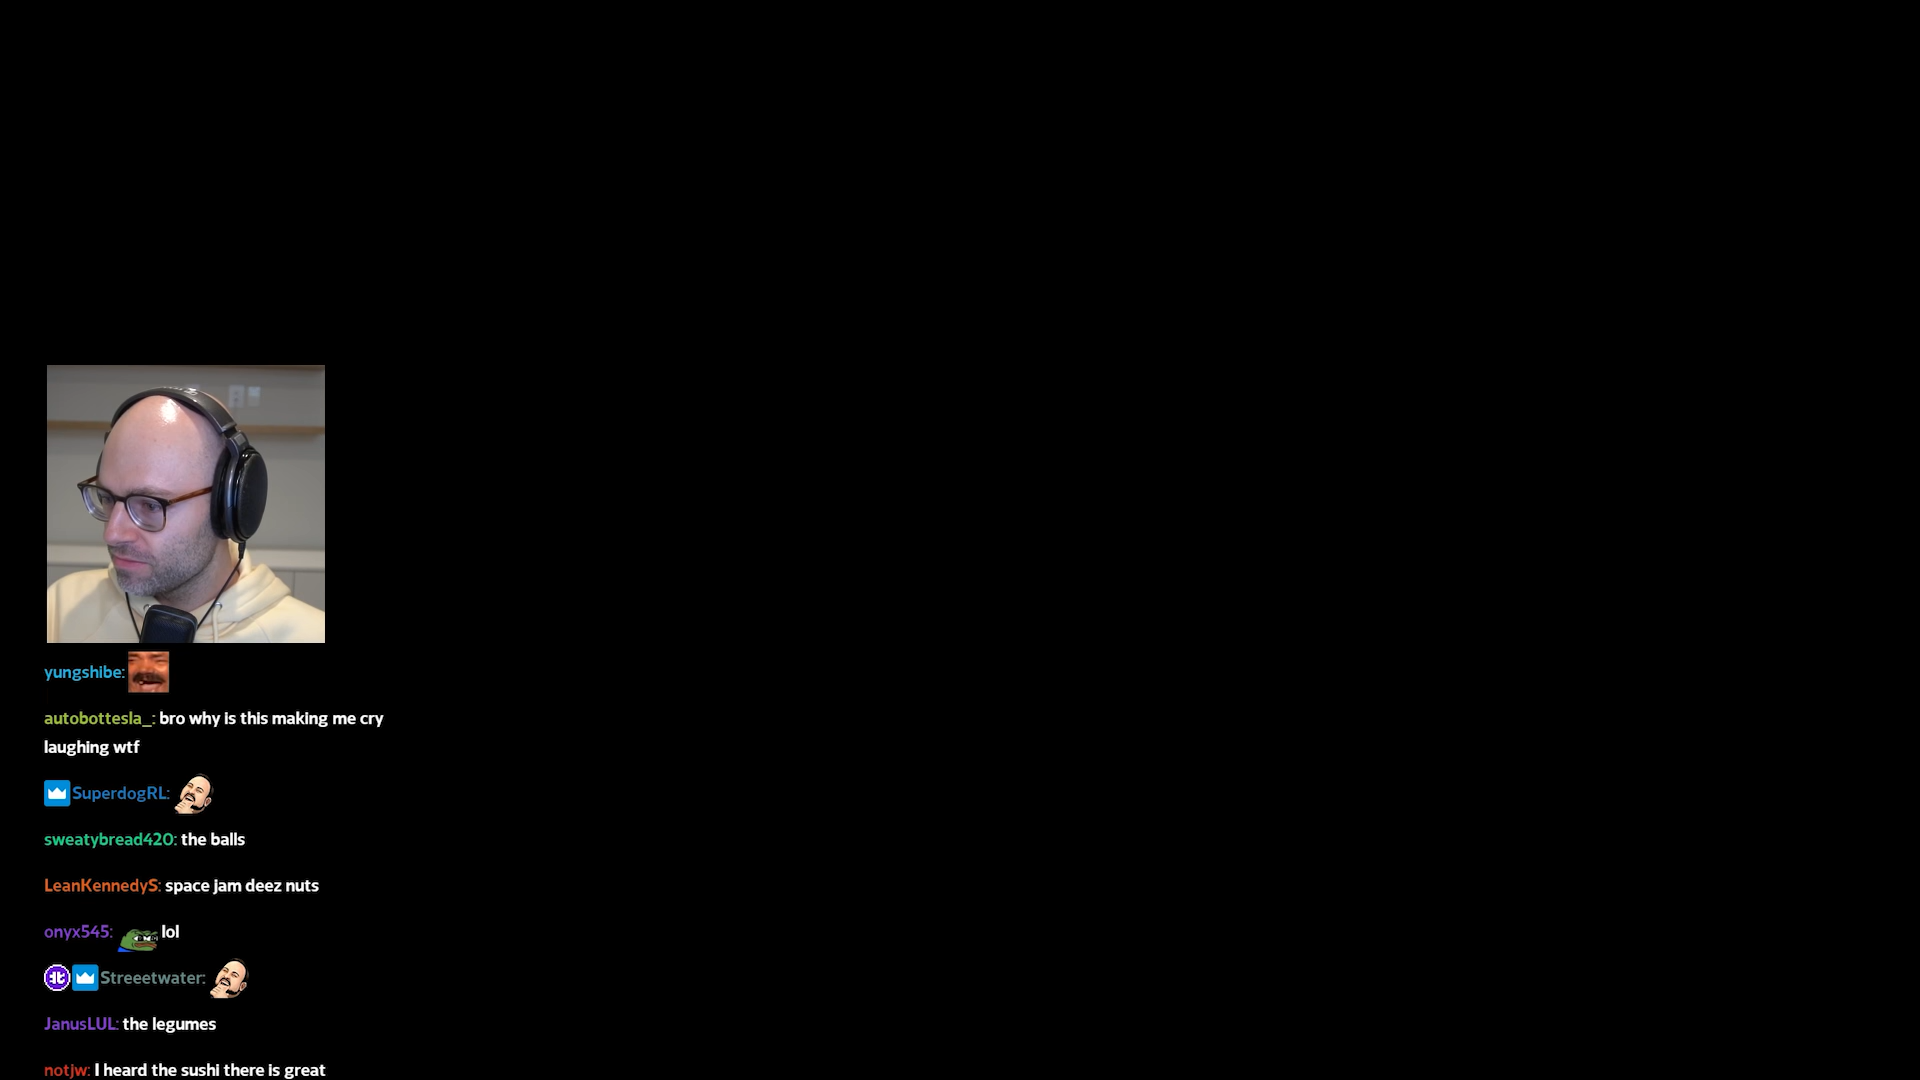 yungshibe:
autobottesla_: bro why is this making me cry
laughing wtf
SuperdogRL:
sweatybread420: the balls
LeanKennedyS: space jam deez nuts
onyx545: lol
Streeetwater:
JanusLUL: the legumes
notjw: I heard the sushi there is great